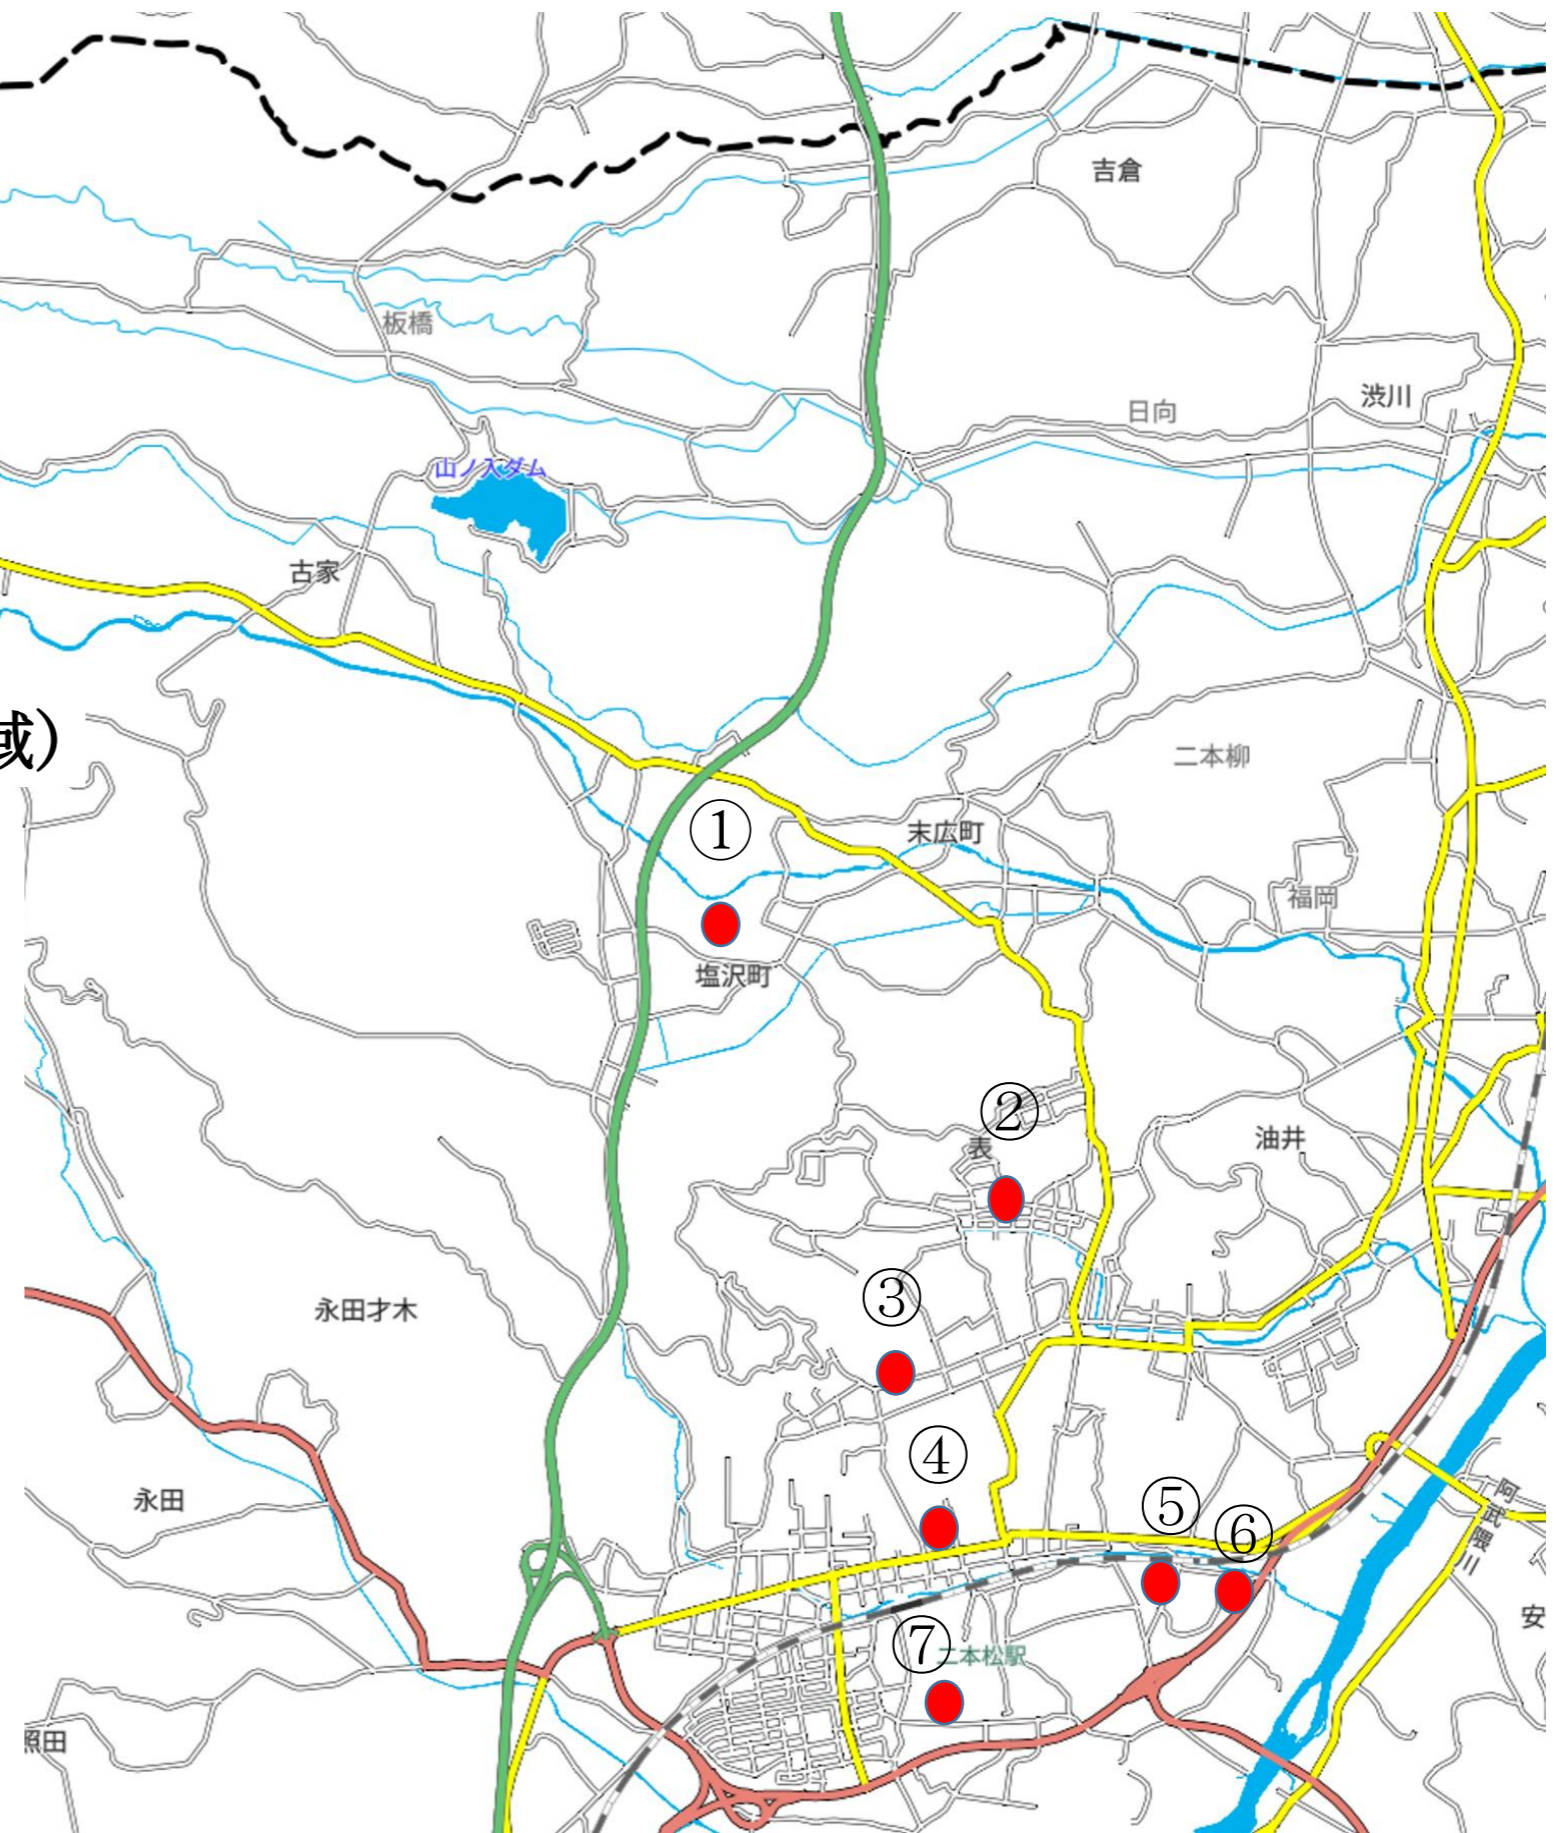 吉倉
板橋
渋川
日向
山ノ入ダム
古家
域）
二本柳
①
末広町
福岡
塩沢町
②
表
油井
③
永田才木
④
永田
⑤
⑥
阿武隈川
安
⑦
二本松駅
照田